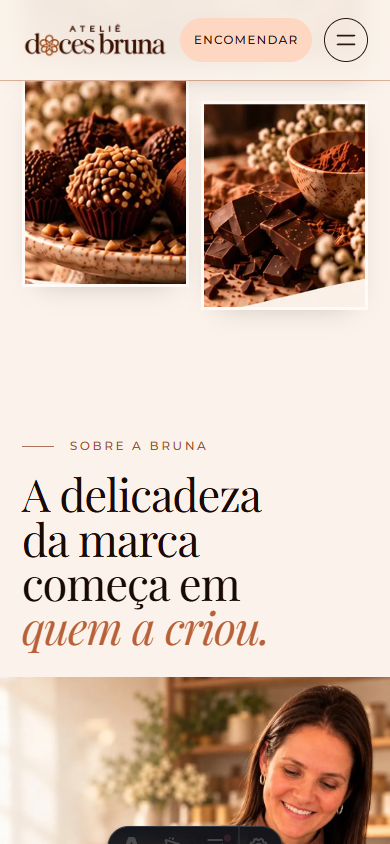 ATELIÊ
doces bruna
ENCOMENDAR
SOBRE A BRUNA
A delicadeza
da marca
começa em
quem a criou.